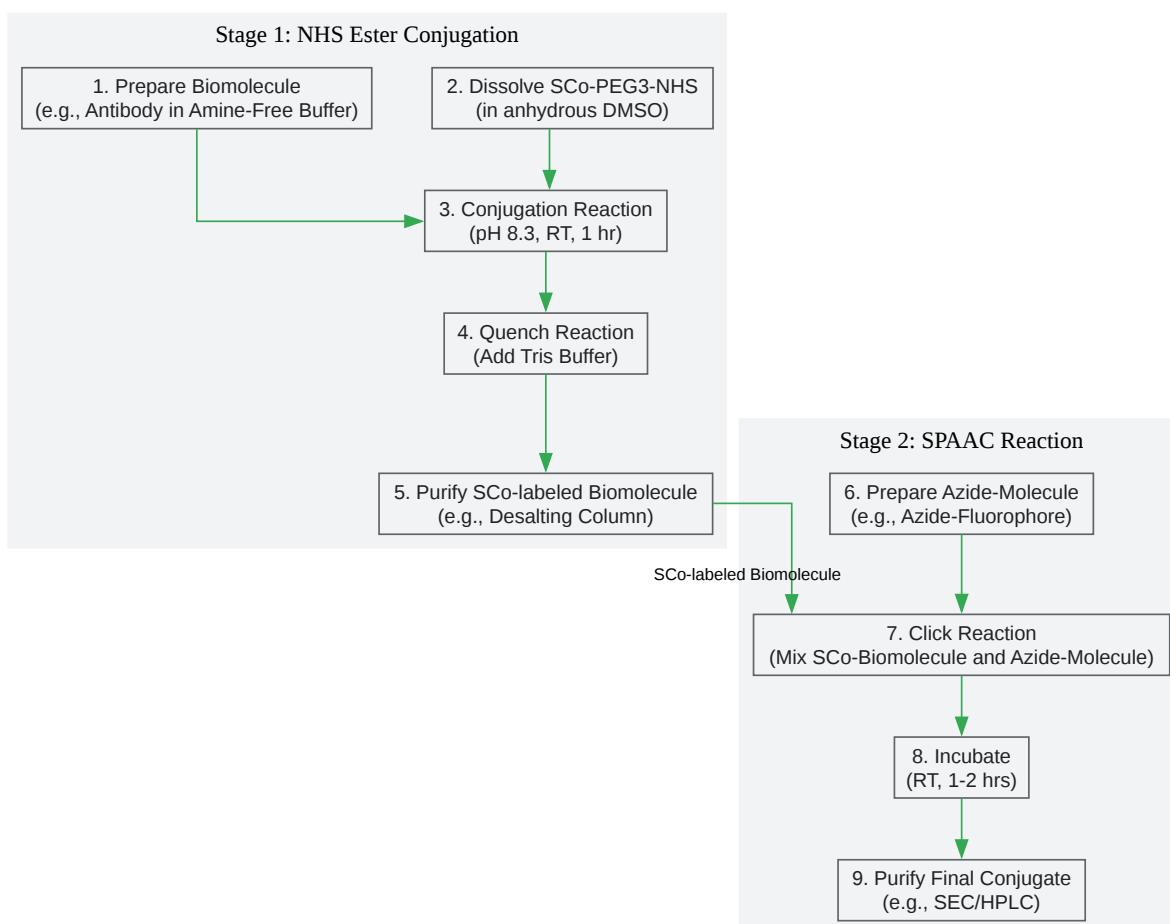 Stage 1: NHS Ester Conjugation
1. Prepare Biomolecule
(e.g., Antibody in Amine-Free Buffer)
2. Dissolve SCo-PEG3-NHS
(in anhydrous DMSO)
3. Conjugation Reaction
(pH 8.3, RT, 1 hr)
4. Quench Reaction
(Add Tris Buffer)
5. Purify SCo-labeled Biomolecule
(e.g., Desalting Column)
SCo-labeled Biomolecule
Stage 2: SPAAC Reaction
6. Prepare Azide-Molecule
(e.g., Azide-Fluorophore)
7. Click Reaction
(Mix SCo-Biomolecule and Azide-Molecule)
8. Incubate
(RT, 1-2 hrs)
9. Purify Final Conjugate
(e.g., SEC/HPLC)